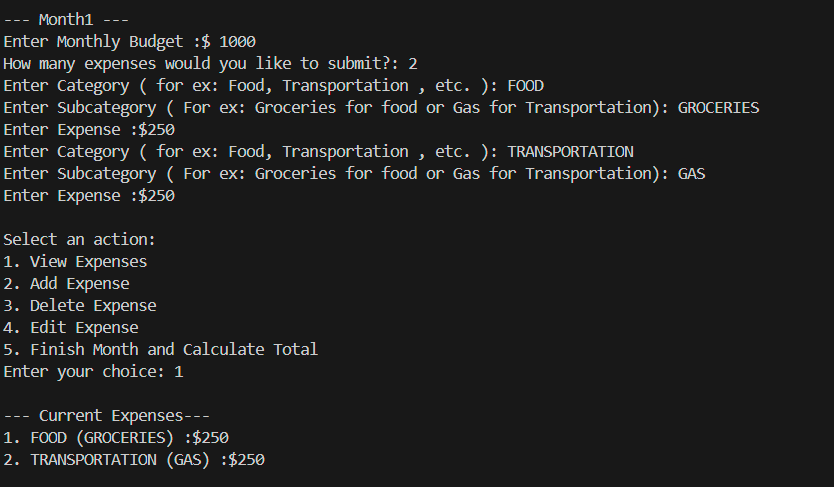 --- Month1 ---
Enter Monthly Budget :$ 1000
How many expenses would you like to submit?: 2
Enter Category ( for ex: Food, Transportation , etc. ): FOOD
Enter Subcategory ( For ex: Groceries for food or Gas for Transportation): GROCERIES
Enter Expense :$250
Enter Category ( for ex: Food, Transportation , etc. ): TRANSPORTATION
Enter Subcategory ( For ex: Groceries for food or Gas for Transportation): GAS
Enter Expense :$250
Select an action:
1. View Expenses
2. Add Expense
3. Delete Expense
4. Edit Expense
5. Finish Month and Calculate Total
Enter your choice: 1
--- Current Expenses---
1. FOOD (GROCERIES) :$250
2. TRANSPORTATION (GAS) :$250